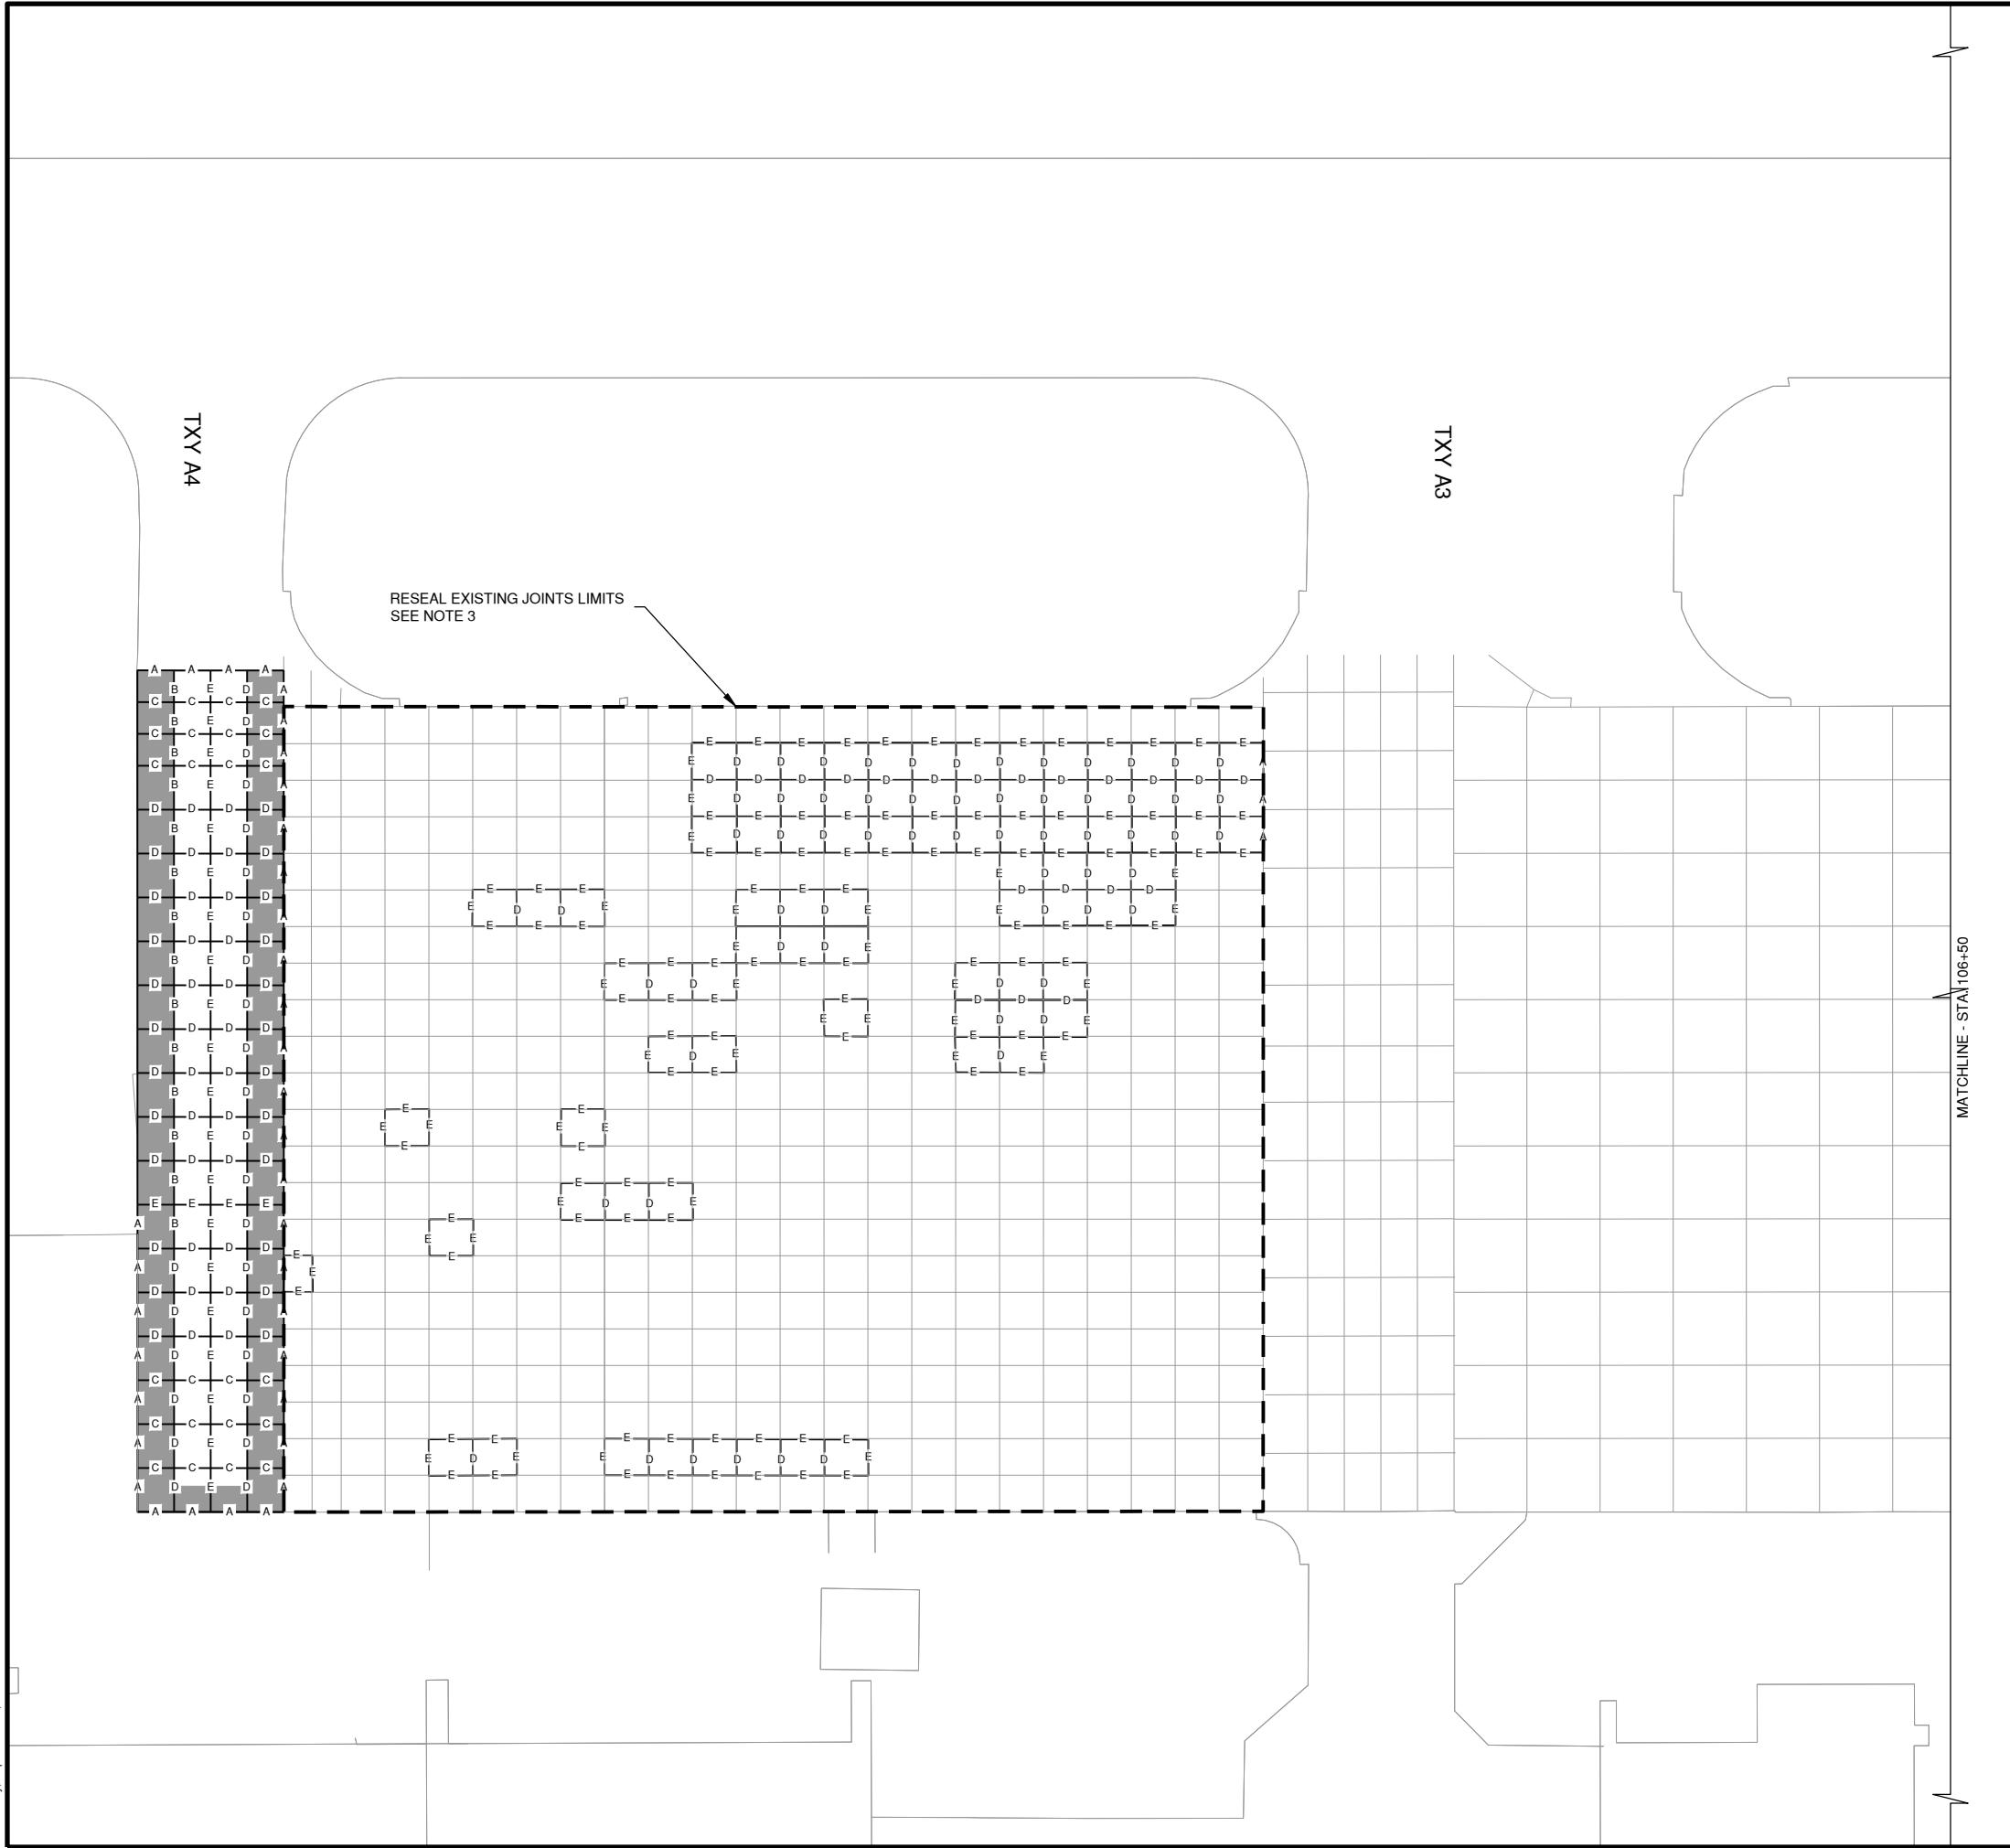 TXY A4
TXY A3
RESEAL EXISTING JOINTS LIMITS
SEE NOTE 3
MATCHLINE - STA. 106+50
A A A A
B E D A
C C C C
B E D A
C C C C
B E D A
C C C C
B E D A
D D D D
B E D A
D D D D
B E D A
D D D D
B E D A
D D D D
B E D A
D D D D
B E D A
D D D D
B E D A
D D D D
B E D A
D D D D
B E D A
D D D D
B E D A
E E E E
A B E D A
D D D D
A D E D A
D D D D
A D E D A
D D D D
A D E D A
C C C C
A D E D A
C C C C
A D E D A
C C C C
A D E D A
A A A A
E E E E E E E E E E E E E
E D D D D D D D D D D D D A
D D D D D D D D D D D D D
E D D D D D D D D D D D D A
E E E E E E E E E E E E E
E D D D D D D D D D D D D A
E E E E E E E E E E E E E
E D D D E
E E E E E E D D D D
E D D E E D D E E D D D E
E E E E E E E
E D D E
E E E E E E E E E
E D D E E D D E
E E E E D D D
E E E D D E
E E E E E E
E D E E D E
E E E E
E E
E E E E
E E
E E E
E D D E
E E E E
E E
E E
E
E
E E E E E E E E
E D E E D D D D D E
E E E E E E E E